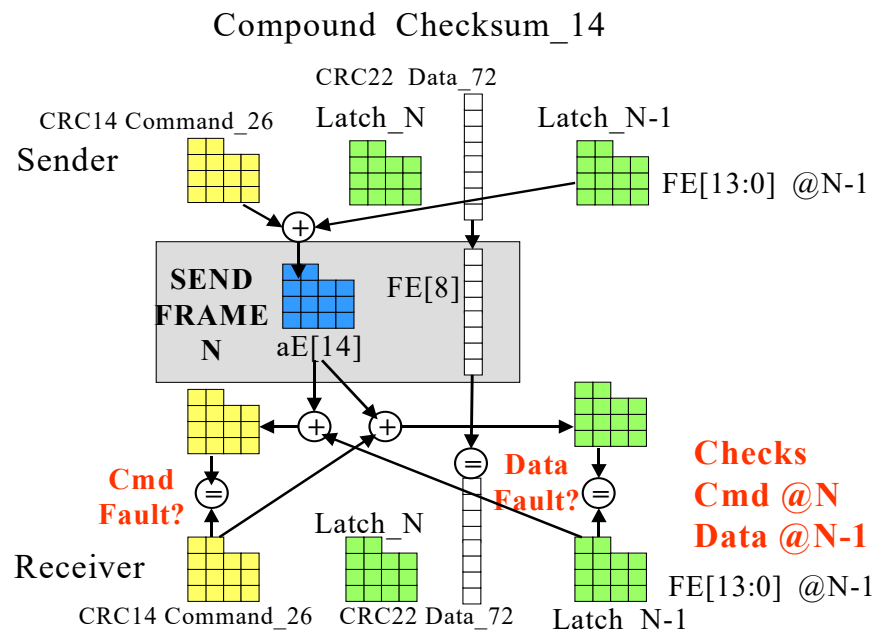 Compound Checksum_14
CRC22 Data_72
CRC14 Command_26
Latch_N
Latch_N-1
Sender
FE[13:0] @N-1
+
SEND
FRAME
N
FE[8]
aE[14]
+
+
Cmd
Fault?
=
=
Data
Fault?
=
Checks
Cmd @N
Data @N-1
Latch_N
Receiver
FE[13:0] @N-1
CRC14 Command_26
CRC22 Data_72
Latch_N-1